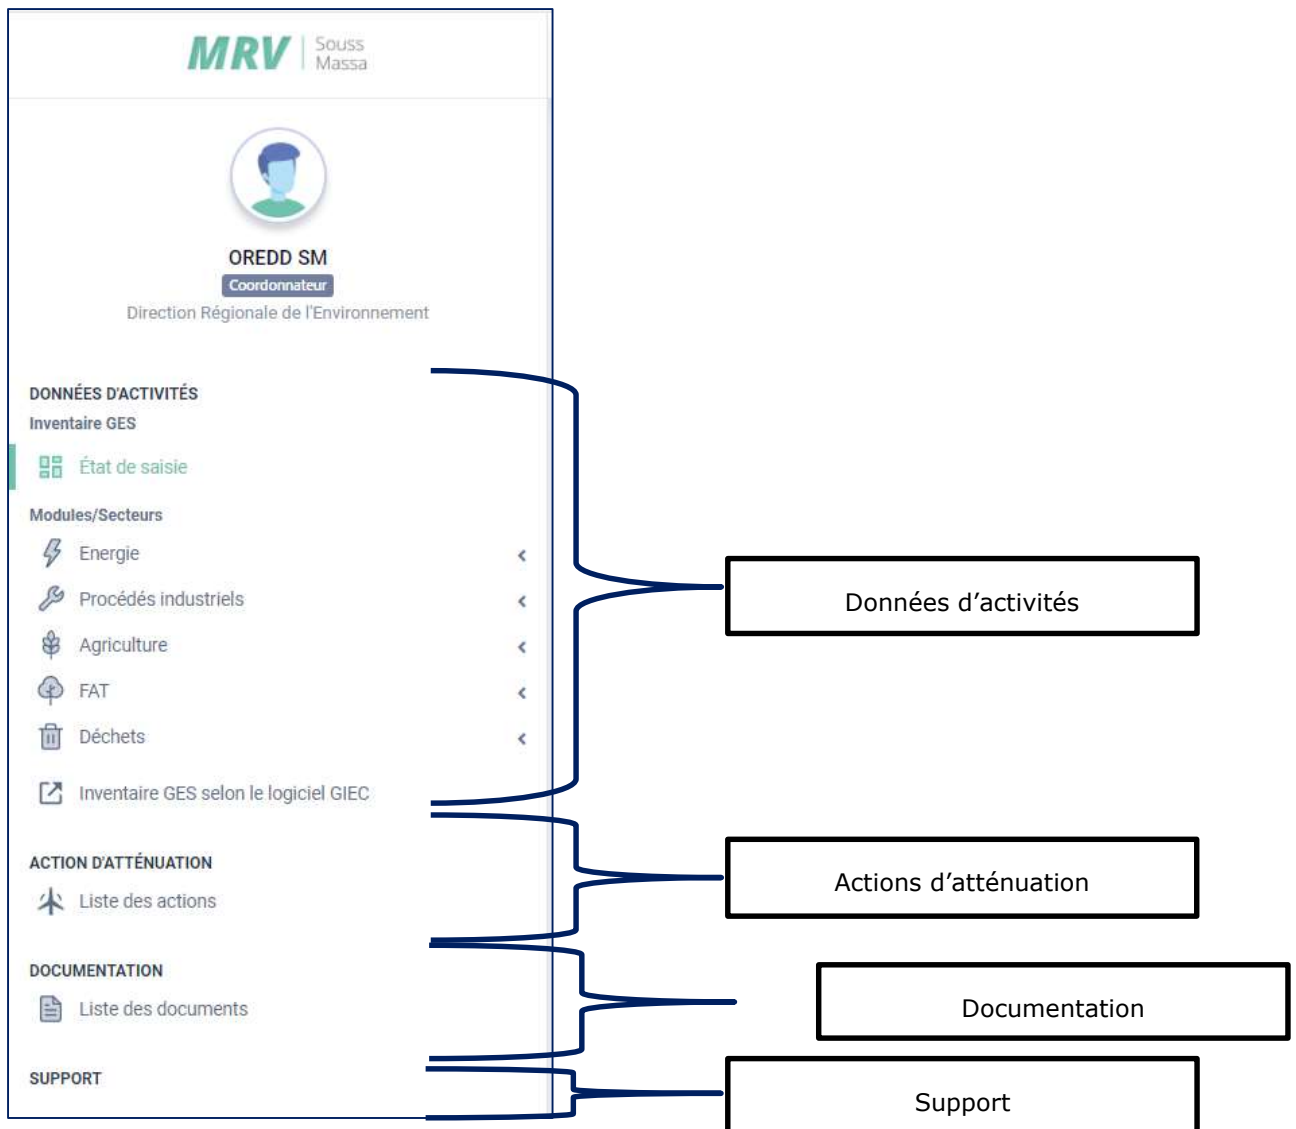 MRV
Souss
Massa
OREDD SM
Coordonnateur
Direction Régionale de l'Environnement
DONNÉES D'ACTIVITÉS
Inventaire GES
État de saisie
Modules/Secteurs
Energie
Procédés industriels
Agriculture
FAT
Déchets
Inventaire GES selon le logiciel GIEC
ACTION D'ATTÉNUATION
Liste des actions
DOCUMENTATION
Liste des documents
SUPPORT
Données d’activités
Actions d’atténuation
Documentation
Support